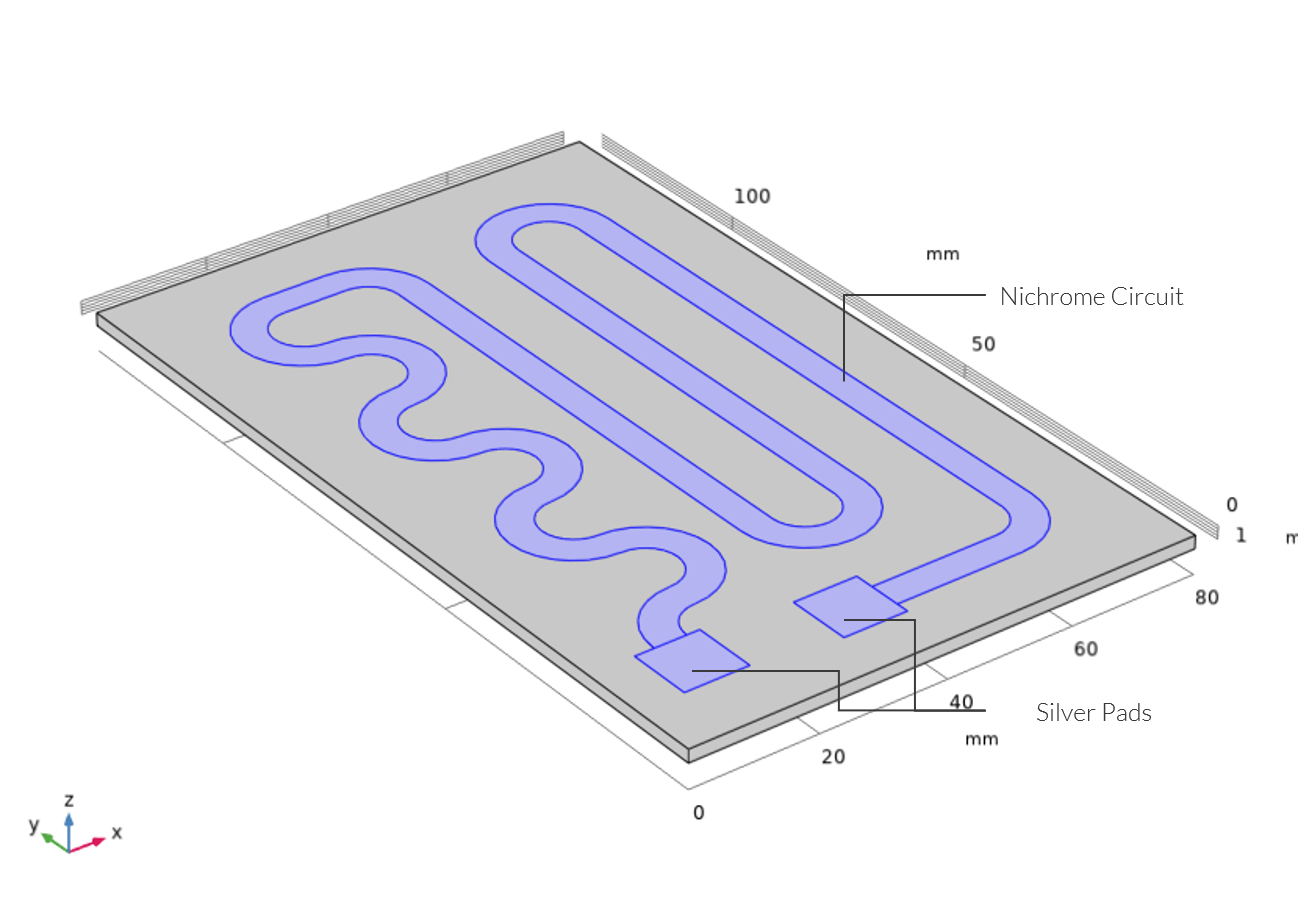 100
mm
Nichrome Circuit
50
0
1 m
80
60
40
Silver Pads
mm
20
0
z
y
x